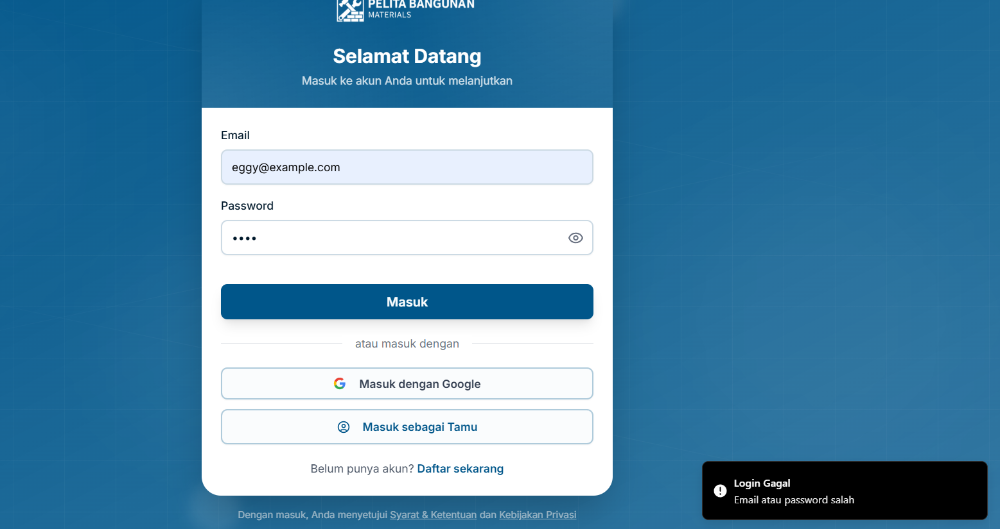 PELITA BANGUNAN
MATERIALS
Selamat Datang
Masuk ke akun Anda untuk melanjutkan
Email
eggy@example.com
Password
••••
Masuk
atau masuk dengan
Masuk dengan Google
Masuk sebagai Tamu
Belum punya akun? Daftar sekarang
Dengan masuk, Anda menyetujui Syarat & Ketentuan dan Kebijakan Privasi
Login Gagal
Email atau password salah